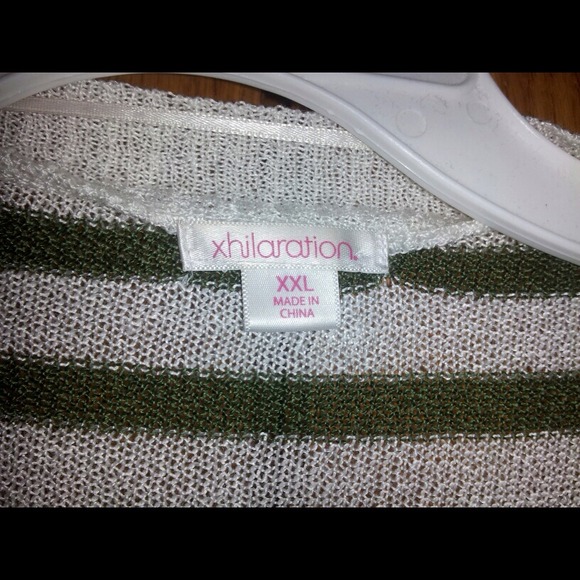 xhilaration.
XXL
MADE IN
CHINA